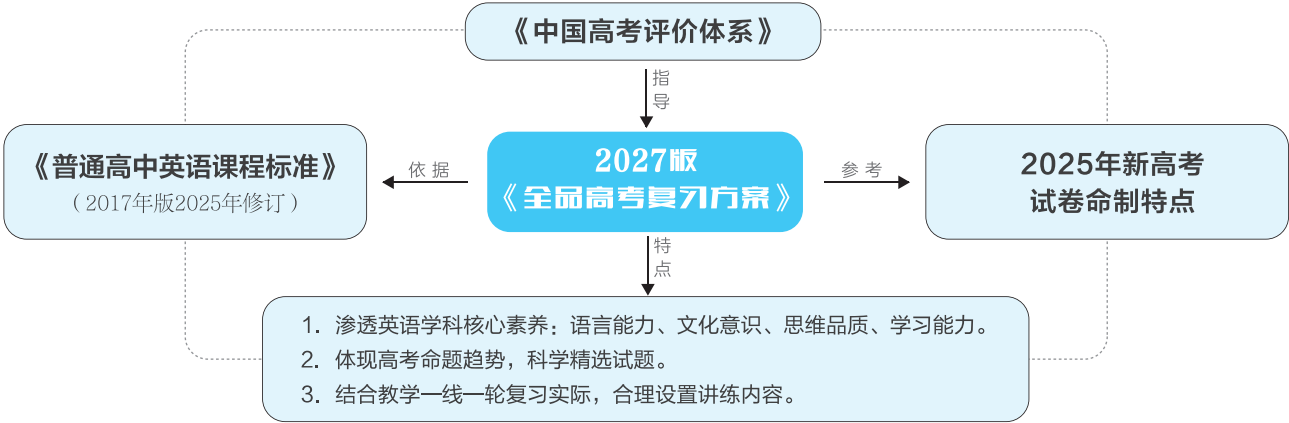 《中国高考评价体系》
指
导
《普通高中英语课程标准》
（2017年版2025年修订）
依据
2027版
《全品高考复习方案》
参考
2025年新高考
试卷命制特点
特
点
1. 渗透英语学科核心素养：语言能力、文化意识、思维品质、学习能力。
2. 体现高考命题趋势，科学精选试题。
3. 结合教学一线一轮复习实际，合理设置讲练内容。